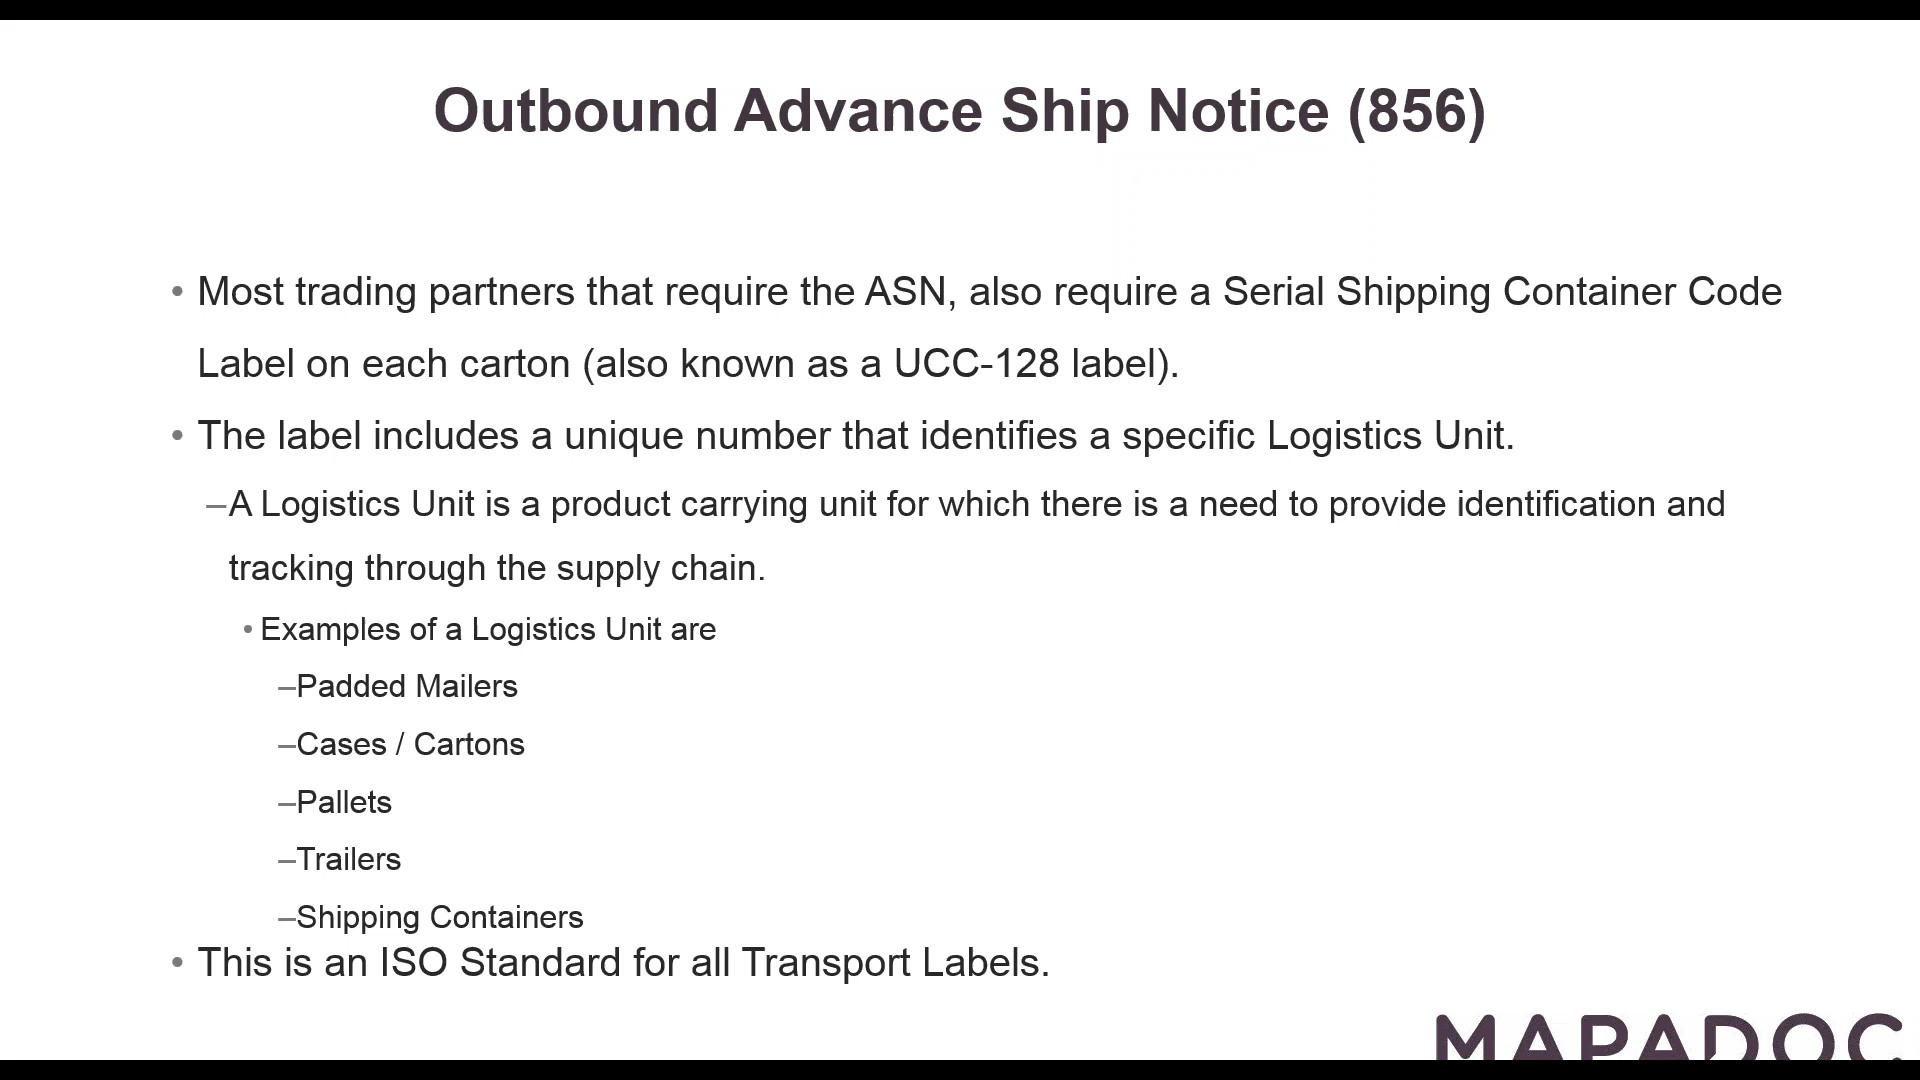 Outbound Advance Ship Notice (856)
• Most trading partners that require the ASN, also require a Serial Shipping Container Code
Label on each carton (also known as a UCC-128 label).
• The label includes a unique number that identifies a specific Logistics Unit.
–A Logistics Unit is a product carrying unit for which there is a need to provide identification and
tracking through the supply chain.
• Examples of a Logistics Unit are
–Padded Mailers
–Cases / Cartons
–Pallets
–Trailers
–Shipping Containers
• This is an ISO Standard for all Transport Labels.
MAPADOC